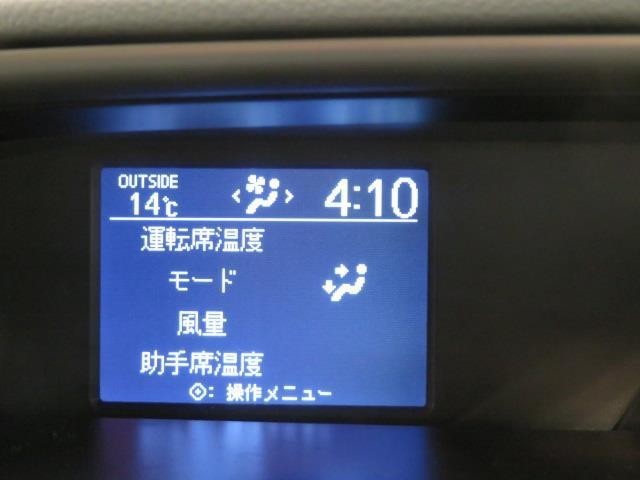 OUTSIDE
14℃ 4:10
運転席温度
モード
風量
助手席温度
: 操作メニュー